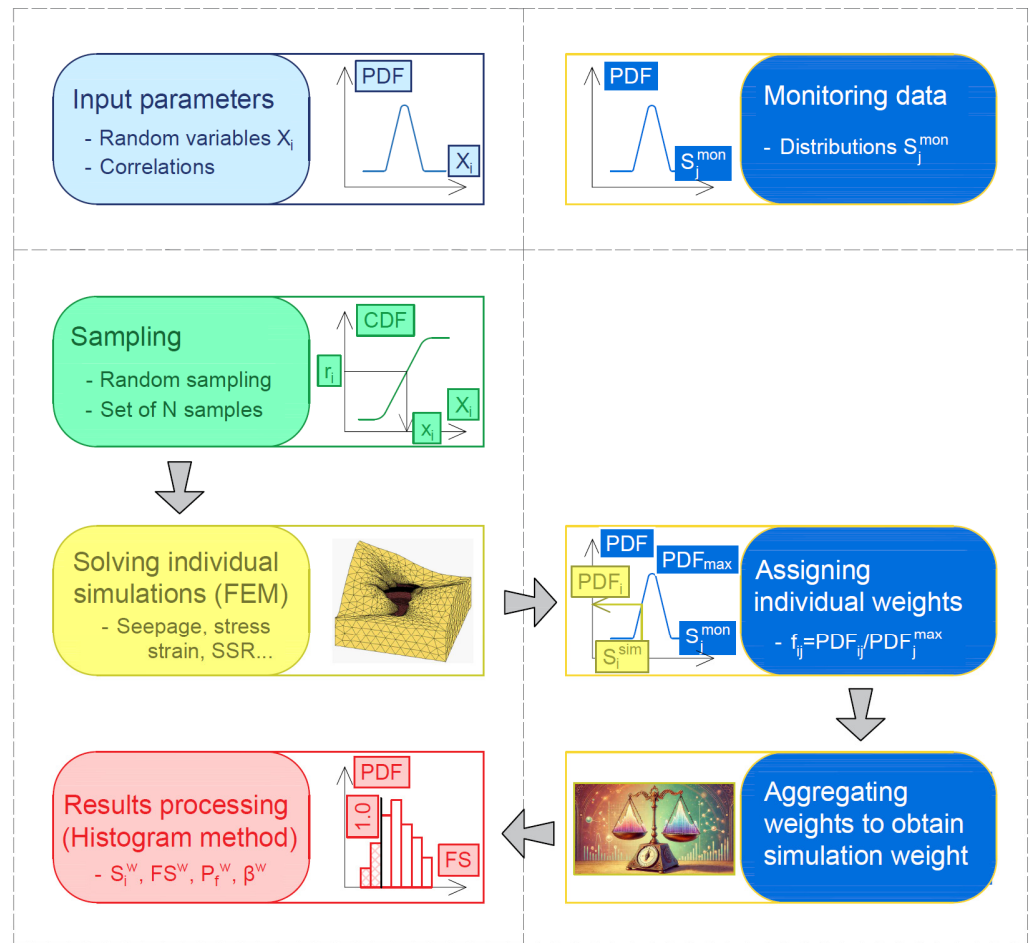 Input parameters
- Random variables Xᵢ
- Correlations
PDF
Xᵢ
PDF
Sⱼᵐᵒⁿ
Monitoring data
- Distributions Sⱼᵐᵒⁿ
Sampling
- Random sampling
- Set of N samples
CDF
rᵢ
Xᵢ
xᵢ
Solving individual
simulations (FEM)
- Seepage, stress
strain, SSR...
PDF
PDFmax
PDFᵢ
Sⱼᵐᵒⁿ
Sᵢˢⁱᵐ
Assigning
individual weights
- fᵢⱼ=PDFᵢⱼ/PDFⱼᵐᵃˣ
Results processing
(Histogram method)
- Sᵢʷ, FSʷ, P_fʷ, βʷ
PDF
1.0
FS
Aggregating
weights to obtain
simulation weight